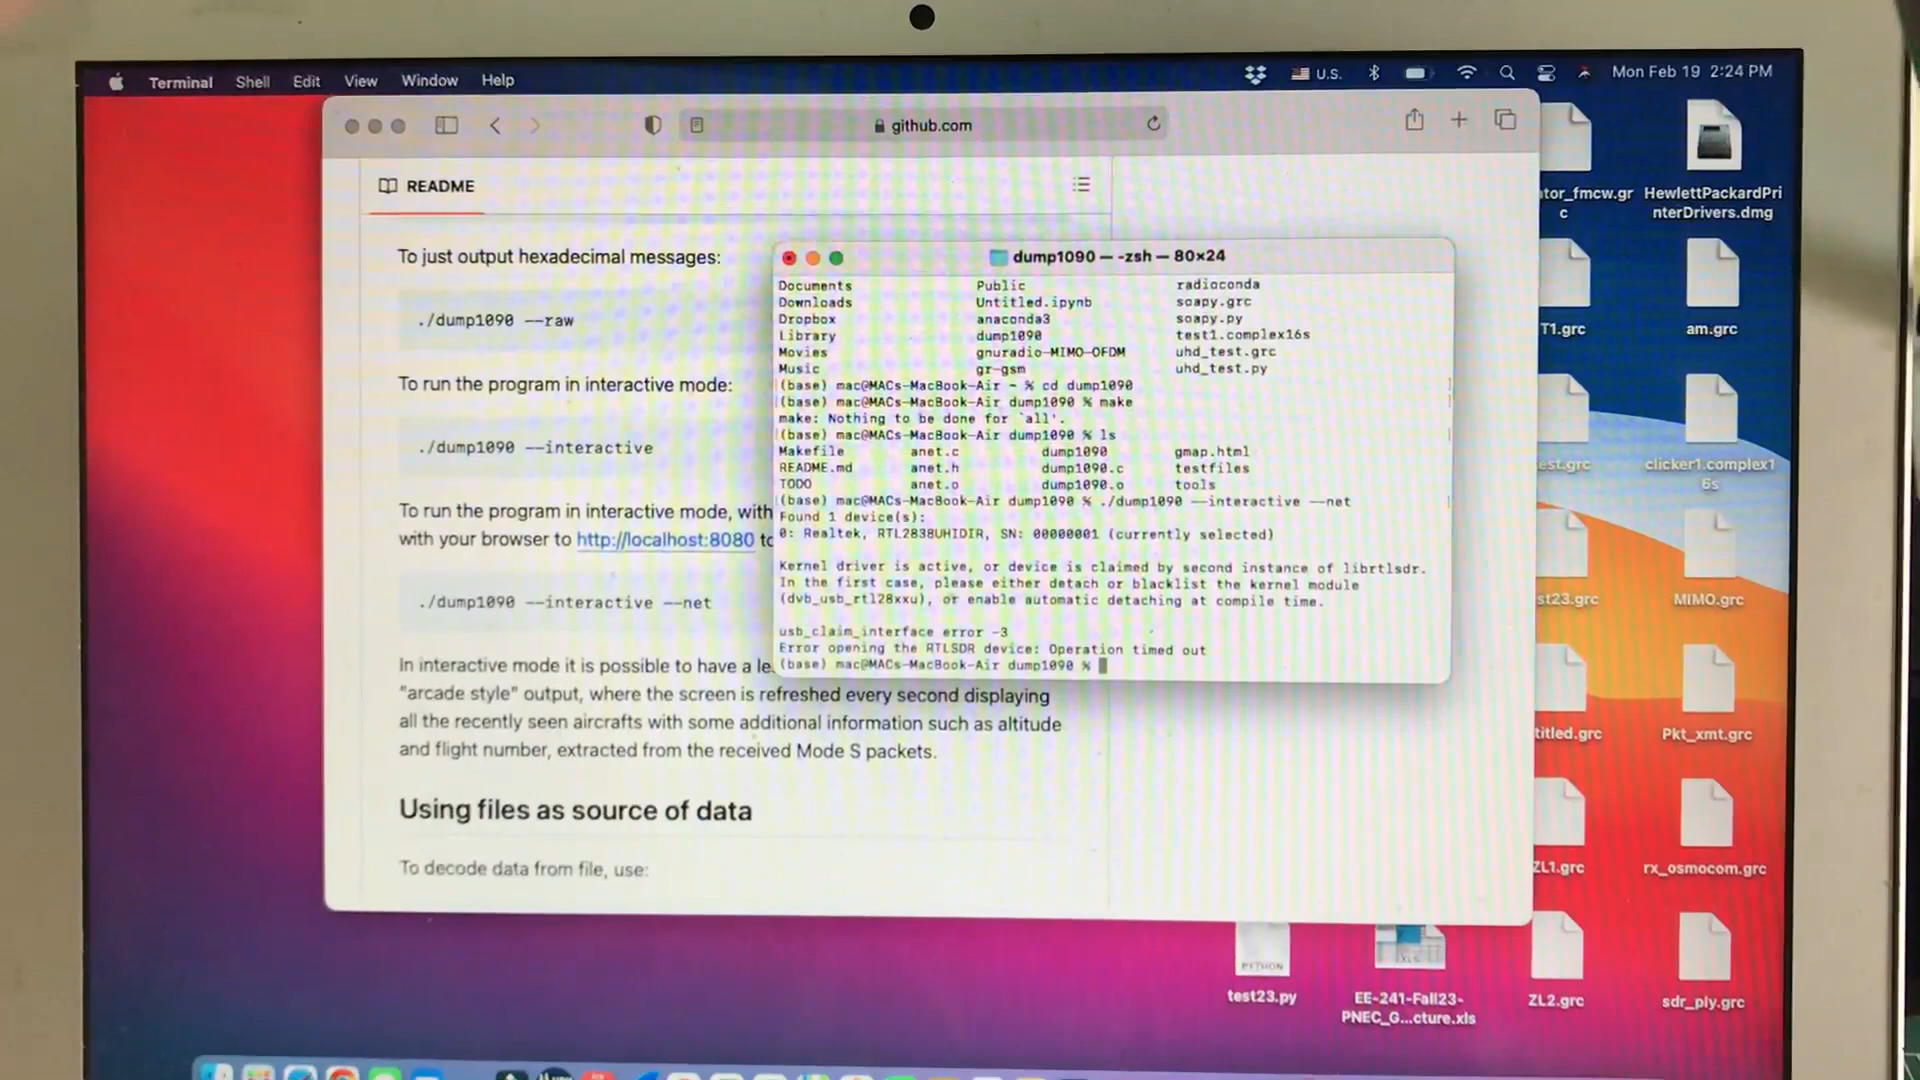 Terminal Shell Edit View Window Help U.S. Mon Feb 19 2:24 PM
github.com
README
To just output hexadecimal messages:
./dump1090 --raw
To run the program in interactive mode:
./dump1090 --interactive
To run the program in interactive mode, with
with your browser to http://localhost:8080 to
./dump1090 --interactive --net
In interactive mode it is possible to have a le
"arcade style" output, where the screen is refreshed every second displaying
all the recently seen aircrafts with some additional information such as altitude
and flight number, extracted from the received Mode S packets.
Using files as source of data
To decode data from file, use:
dump1090 — -zsh — 80×24
Documents Public radioconda
Downloads Untitled.ipynb soapy.grc
Dropbox anaconda3 soapy.py
Library dump1090 test1.complex16s
Movies gnuradio-MIMO-OFDM uhd_test.grc
Music gr-gsm uhd_test.py
(base) mac@MACs-MacBook-Air ~ % cd dump1090
(base) mac@MACs-MacBook-Air dump1090 % make
make: Nothing to be done for `all'.
(base) mac@MACs-MacBook-Air dump1090 % ls
Makefile anet.c dump1090 gmap.html
README.md anet.h dump1090.c testfiles
TODO anet.o dump1090.o tools
(base) mac@MACs-MacBook-Air dump1090 % ./dump1090 --interactive --net
Found 1 device(s):
0: Realtek, RTL2838UHIDIR, SN: 00000001 (currently selected)
Kernel driver is active, or device is claimed by second instance of librtlsdr.
In the first case, please either detach or blacklist the kernel module
(dvb_usb_rtl28xxu), or enable automatic detaching at compile time.
usb_claim_interface error -3
Error opening the RTLSDR device: Operation timed out
(base) mac@MACs-MacBook-Air dump1090 %
tor_fmcw.gr
c
HewlettPackardPri
nterDrivers.dmg
T1.grc
am.grc
est.grc
clicker1.complex1
6s
st23.grc
MIMO.grc
titled.grc
Pkt_xmt.grc
ZL1.grc
rx_osmocom.grc
PYTHON
XLS
test23.py
EE-241-Fall23-
PNEC_G...cture.xls
ZL2.grc
sdr_ply.grc